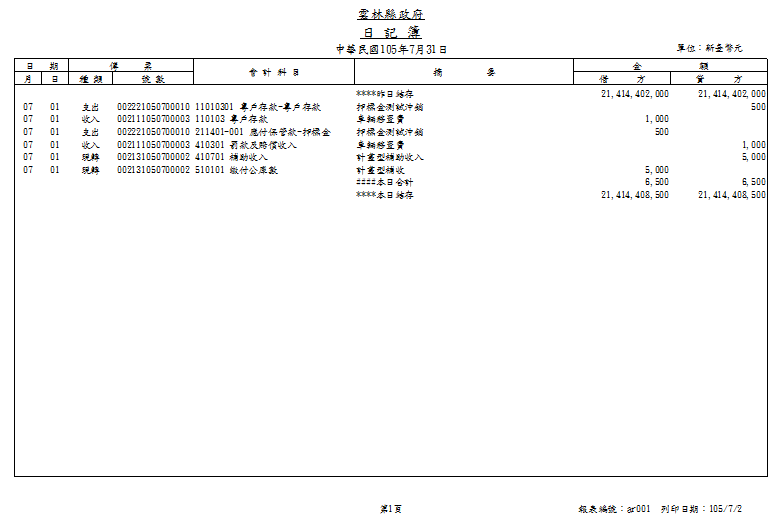 雲林縣政府
日記簿
中華民國105年7月31日
單位：新臺幣元
日 期 傳 票 會計科目 摘 要 金 額
月 日 種類 號數 借 方 貸 方
****昨日結存 21,414,402,000 21,414,402,000
07 01 支出 002221050700010 11010301 專戶存款-專戶存款 押標金測試沖銷 500
07 01 收入 002111050700003 110103 專戶存款 車輛移置費 1,000
07 01 支出 002221050700010 211401-001 應付保管款-押標金 押標金測試沖銷 500
07 01 收入 002111050700003 410301 罰款及賠償收入 車輛移置費 1,000
07 01 現轉 002131050700002 410701 補助收入 計畫型補助收入 5,000
07 01 現轉 002131050700002 510101 繳付公庫數 計畫型補收 5,000
####本日合計 6,500 6,500
****本日結存 21,414,408,500 21,414,408,500
第1頁 報表編號：ar001 列印日期：105/7/2